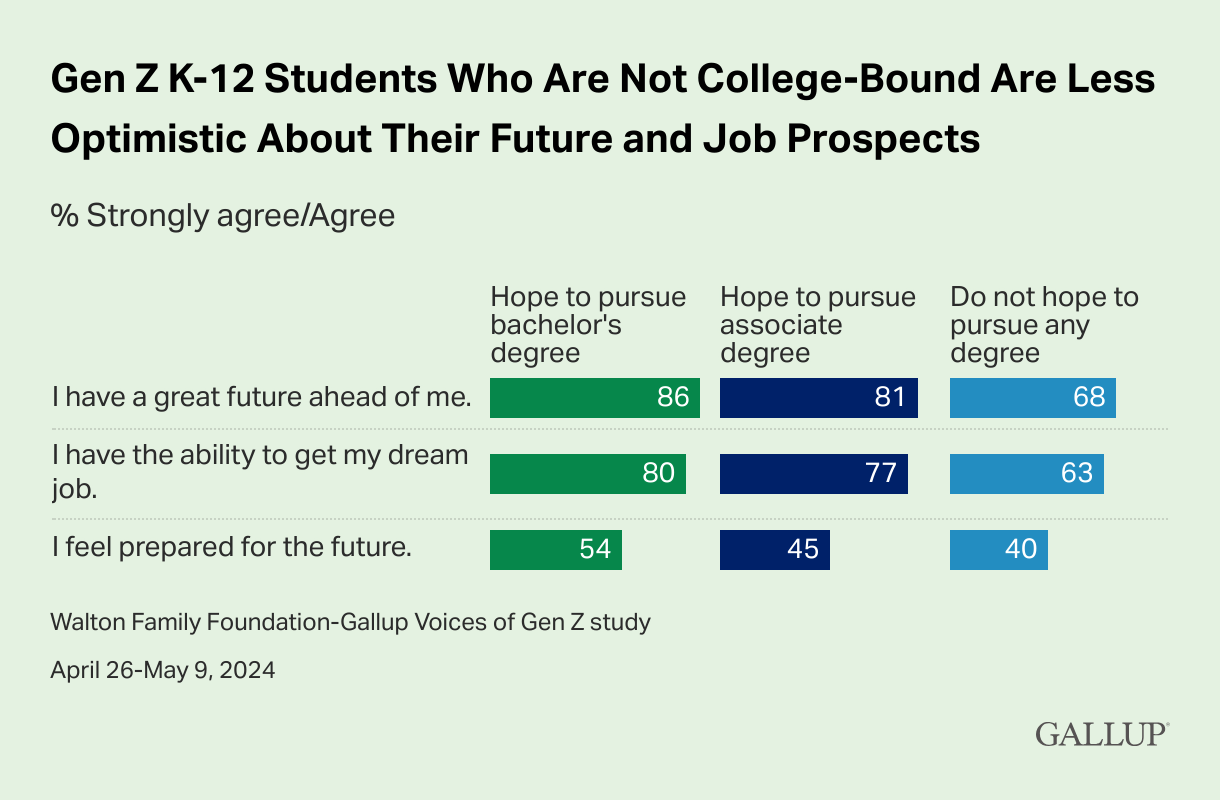 Gen Z K-12 Students Who Are Not College-Bound Are Less
Optimistic About Their Future and Job Prospects
% Strongly agree/Agree
Hope to pursue
bachelor's
degree
Hope to pursue
associate
degree
Do not hope to
pursue any
degree
I have a great future ahead of me.
86
81
68
I have the ability to get my dream
job.
80
77
63
I feel prepared for the future.
54
45
40
Walton Family Foundation-Gallup Voices of Gen Z study
April 26-May 9, 2024
GALLUP®